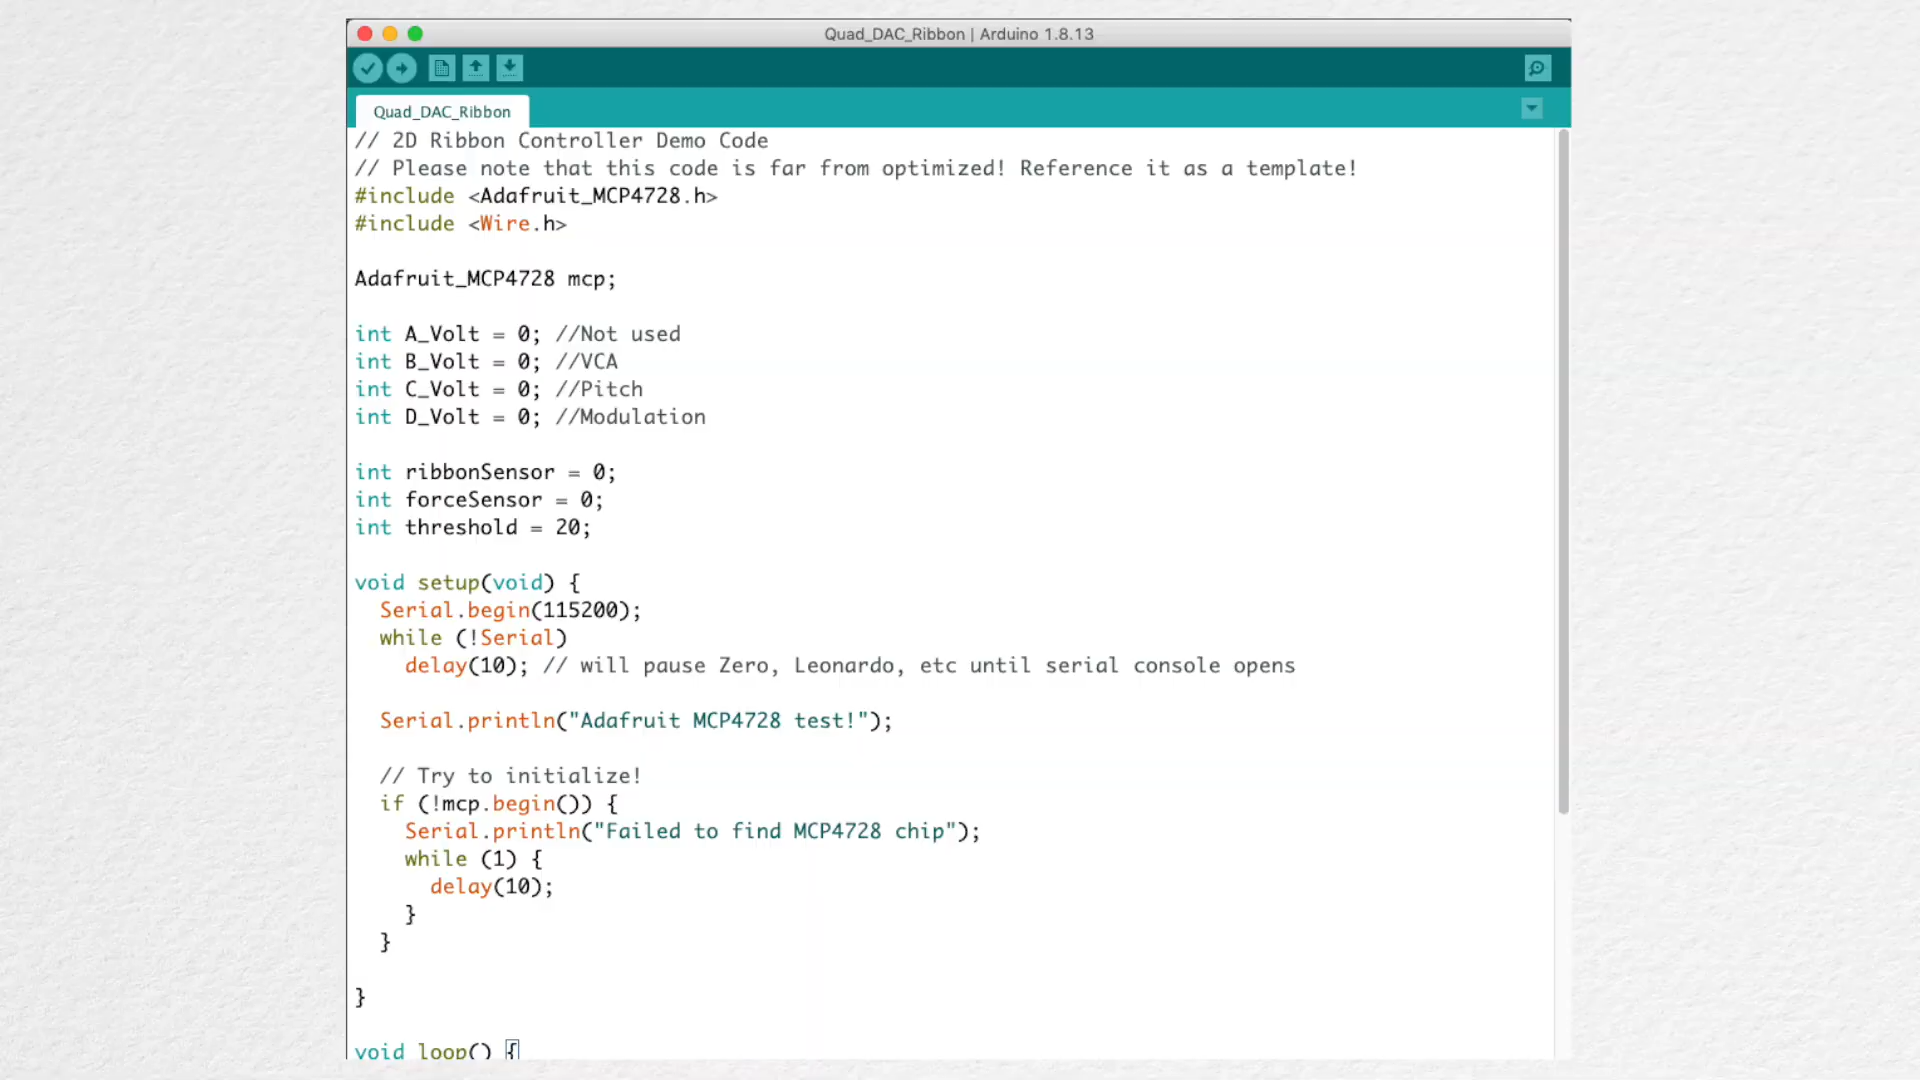 Quad_DAC_Ribbon | Arduino 1.8.13
Quad_DAC_Ribbon
// 2D Ribbon Controller Demo Code
// Please note that this code is far from optimized! Reference it as a template!
#include <Adafruit_MCP4728.h>
#include <Wire.h>
Adafruit_MCP4728 mcp;
int A_Volt = 0; //Not used
int B_Volt = 0; //VCA
int C_Volt = 0; //Pitch
int D_Volt = 0; //Modulation
int ribbonSensor = 0;
int forceSensor = 0;
int threshold = 20;
void setup(void) {
  Serial.begin(115200);
  while (!Serial)
    delay(10); // will pause Zero, Leonardo, etc until serial console opens
  Serial.println("Adafruit MCP4728 test!");
  // Try to initialize!
  if (!mcp.begin()) {
    Serial.println("Failed to find MCP4728 chip");
    while (1) {
      delay(10);
    }
  }
}
void loop() {